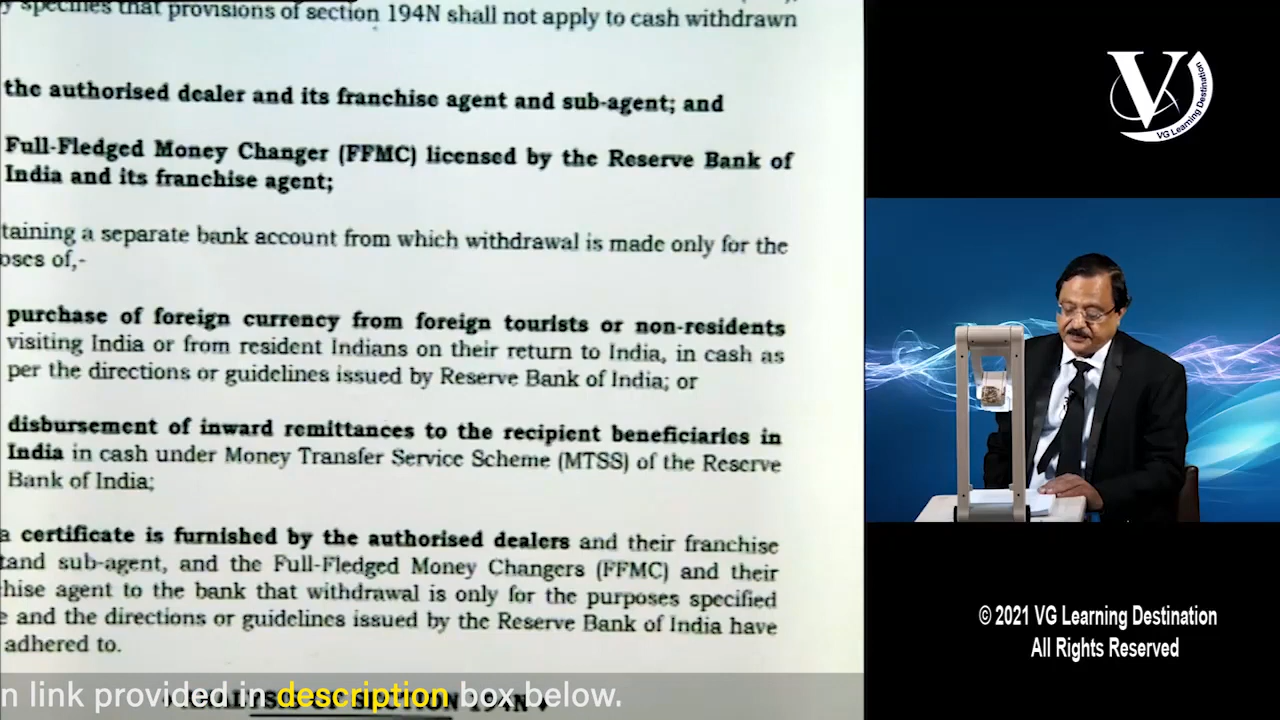 specifies that provisions of section 194N shall not apply to cash withdrawn
the authorised dealer and its franchise agent and sub-agent; and
Full-Fledged Money Changer (FFMC) licensed by the Reserve Bank of
India and its franchise agent;
taining a separate bank account from which withdrawal is made only for the
oses of,-
purchase of foreign currency from foreign tourists or non-residents
visiting India or from resident Indians on their return to India, in cash as
per the directions or guidelines issued by Reserve Bank of India; or
disbursement of inward remittances to the recipient beneficiaries in
India in cash under Money Transfer Service Scheme (MTSS) of the Reserve
Bank of India;
a certificate is furnished by the authorised dealers and their franchise
tand sub-agent, and the Full-Fledged Money Changers (FFMC) and their
hise agent to the bank that withdrawal is only for the purposes specified
e and the directions or guidelines issued by the Reserve Bank of India have
adhered to.
SECTION 194N
n link provided in description box below.
V
VG Learning Destination
© 2021 VG Learning Destination
All Rights Reserved